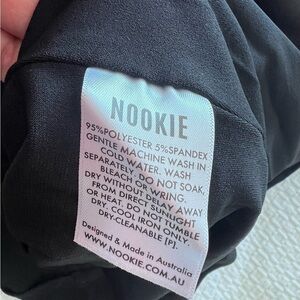 NOOKIE
95%POLYESTER 5%SPANDEX
GENTLE MACHINE WASH IN
COLD WATER. WASH
SEPARATELY. DO NOT SOAK,
BLEACH OR WRING.
DRY WITHOUT DELAY AWAY
FROM DIRECT SUNLIGHT
OR HEAT. DO NOT TUMBLE
DRY. COOL IRON ONLY.
DRY-CLEANABLE [P].
Designed & Made in Australia
WWW.NOOKIE.COM.AU